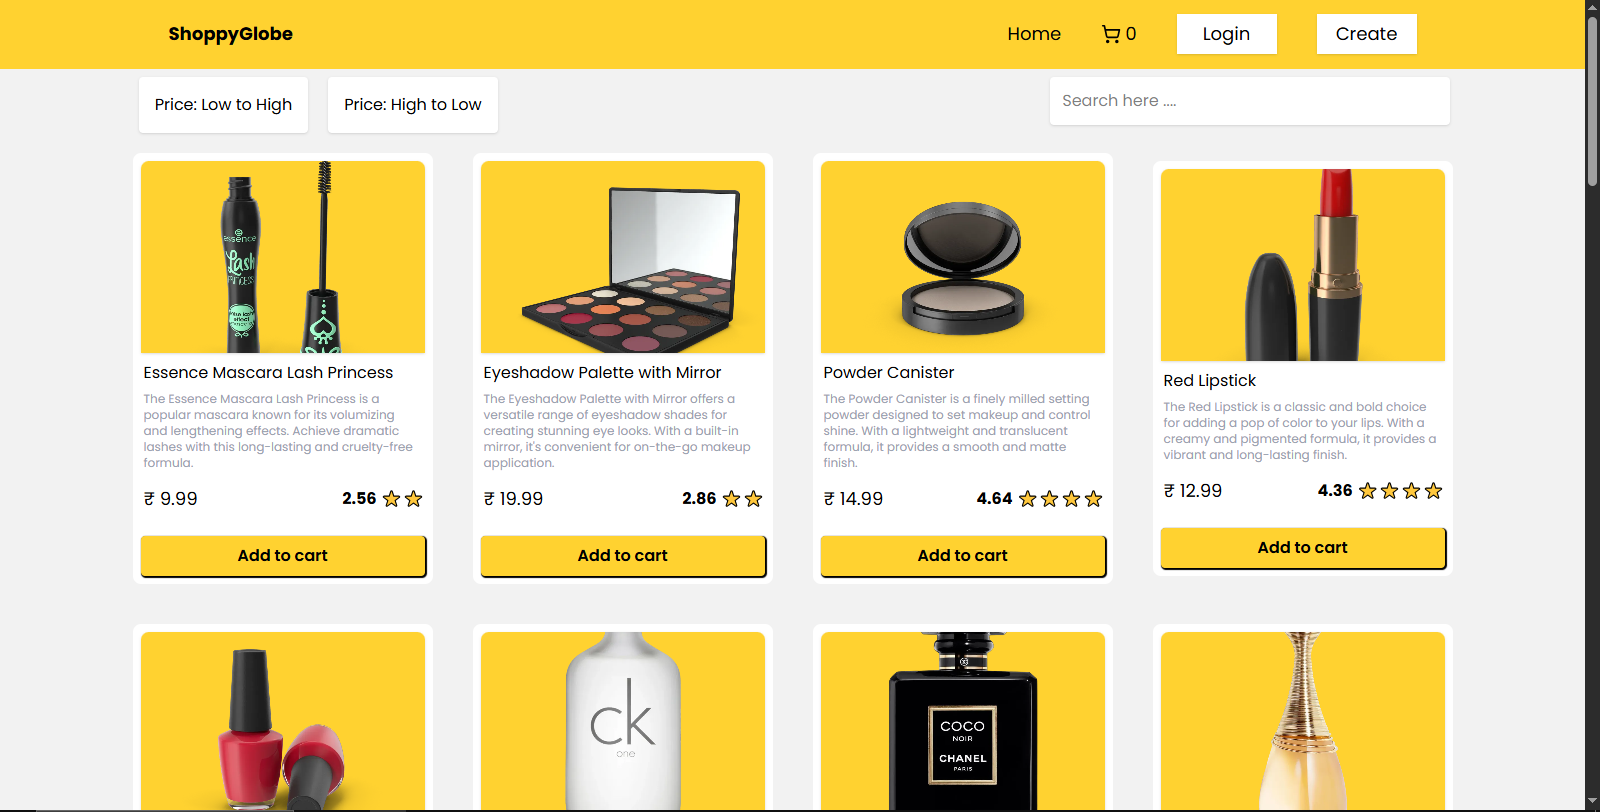 ShoppyGlobe
Home
0
Login
Create
Price: Low to High
Price: High to Low
Search here ....
essence
Lash
PRINCESS
Essence Mascara Lash Princess
The Essence Mascara Lash Princess is a
popular mascara known for its volumizing
and lengthening effects. Achieve dramatic
lashes with this long-lasting and cruelty-free
formula.
₹ 9.99
2.56
Add to cart
Eyeshadow Palette with Mirror
The Eyeshadow Palette with Mirror offers a
versatile range of eyeshadow shades for
creating stunning eye looks. With a built-in
mirror, it's convenient for on-the-go makeup
application.
₹ 19.99
2.86
Add to cart
Powder Canister
The Powder Canister is a finely milled setting
powder designed to set makeup and control
shine. With a lightweight and translucent
formula, it provides a smooth and matte
finish.
₹ 14.99
4.64
Add to cart
Red Lipstick
The Red Lipstick is a classic and bold choice
for adding a pop of color to your lips. With a
creamy and pigmented formula, it provides a
vibrant and long-lasting finish.
₹ 12.99
4.36
Add to cart
ck
one
COCO
NOIR
CHANEL
PARIS